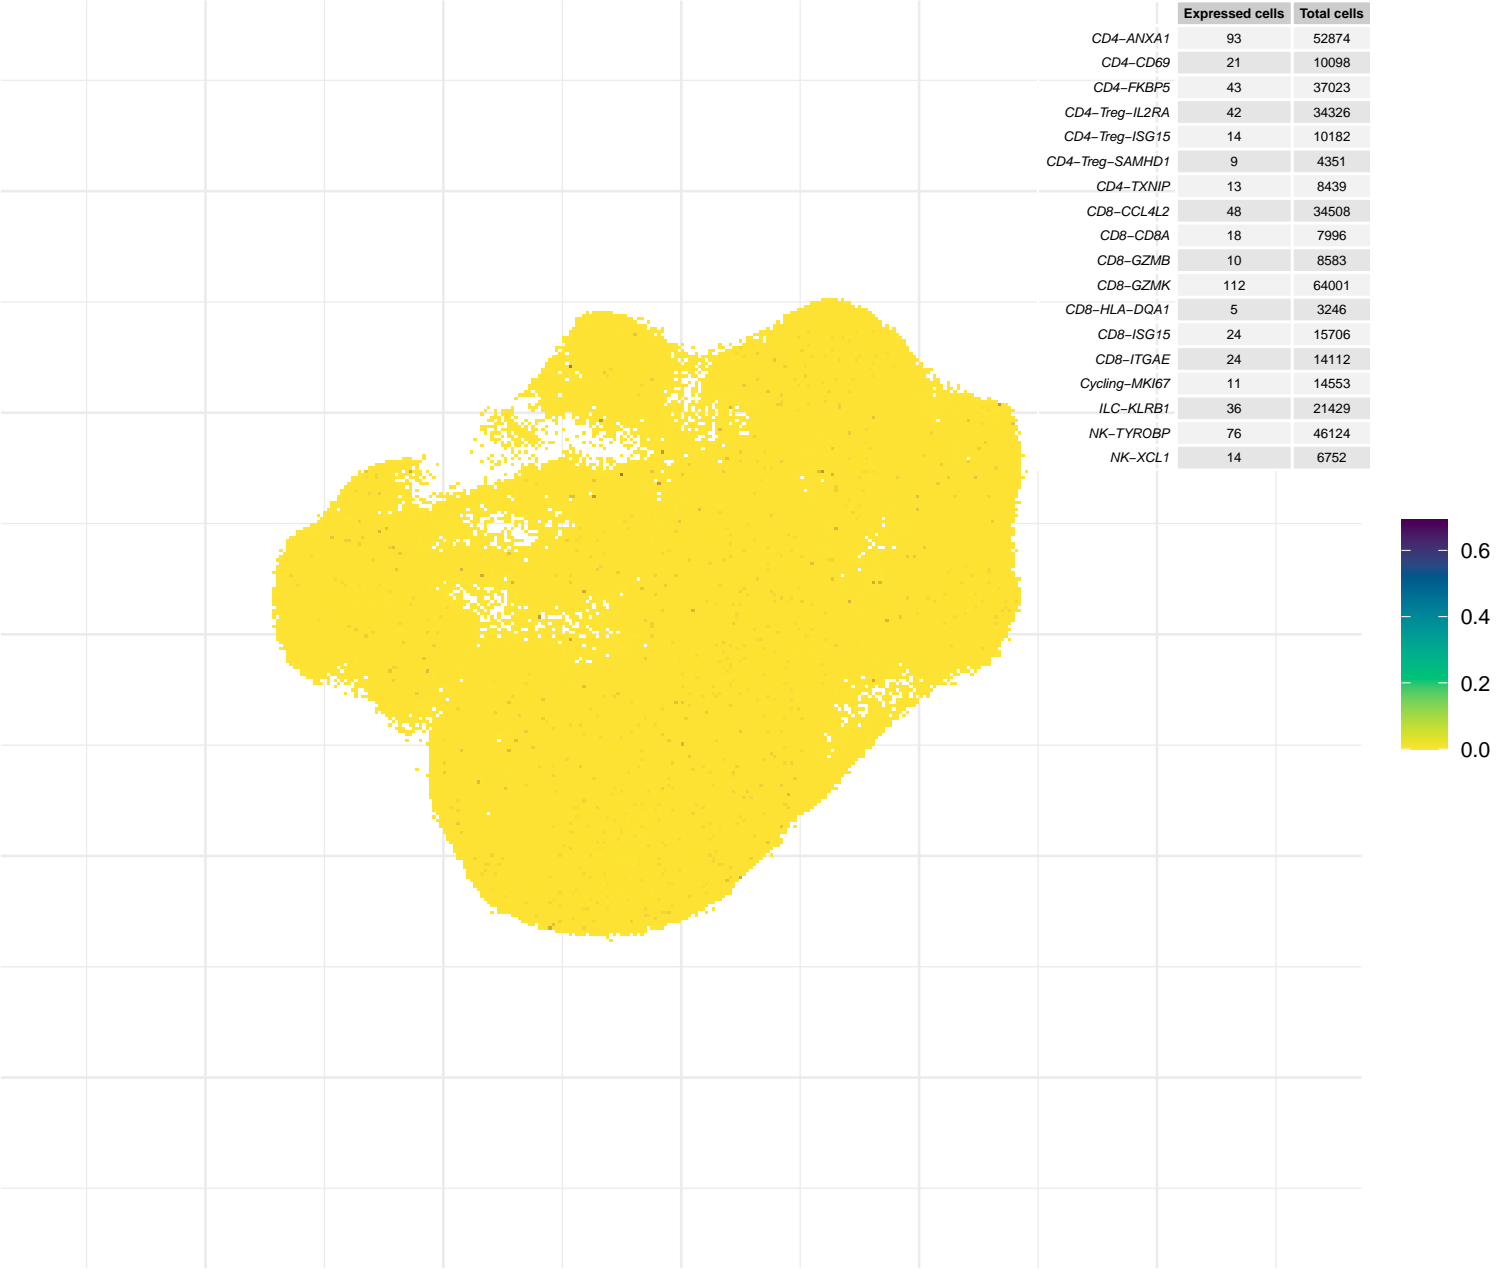 Expressed cells Total cells
CD4−ANXA1 93 52874
CD4−CD69 21 10098
CD4−FKBP5 43 37023
CD4−Treg−IL2RA 42 34326
CD4−Treg−ISG15 14 10182
CD4−Treg−SAMHD1 9 4351
CD4−TXNIP 13 8439
CD8−CCL4L2 48 34508
CD8−CD8A 18 7996
CD8−GZMB 10 8583
CD8−GZMK 112 64001
CD8−HLA−DQA1 5 3246
CD8−ISG15 24 15706
CD8−ITGAE 24 14112
Cycling−MKI67 11 14553
ILC−KLRB1 36 21429
NK−TYROBP 76 46124
NK−XCL1 14 6752
0.6
0.4
0.2
0.0